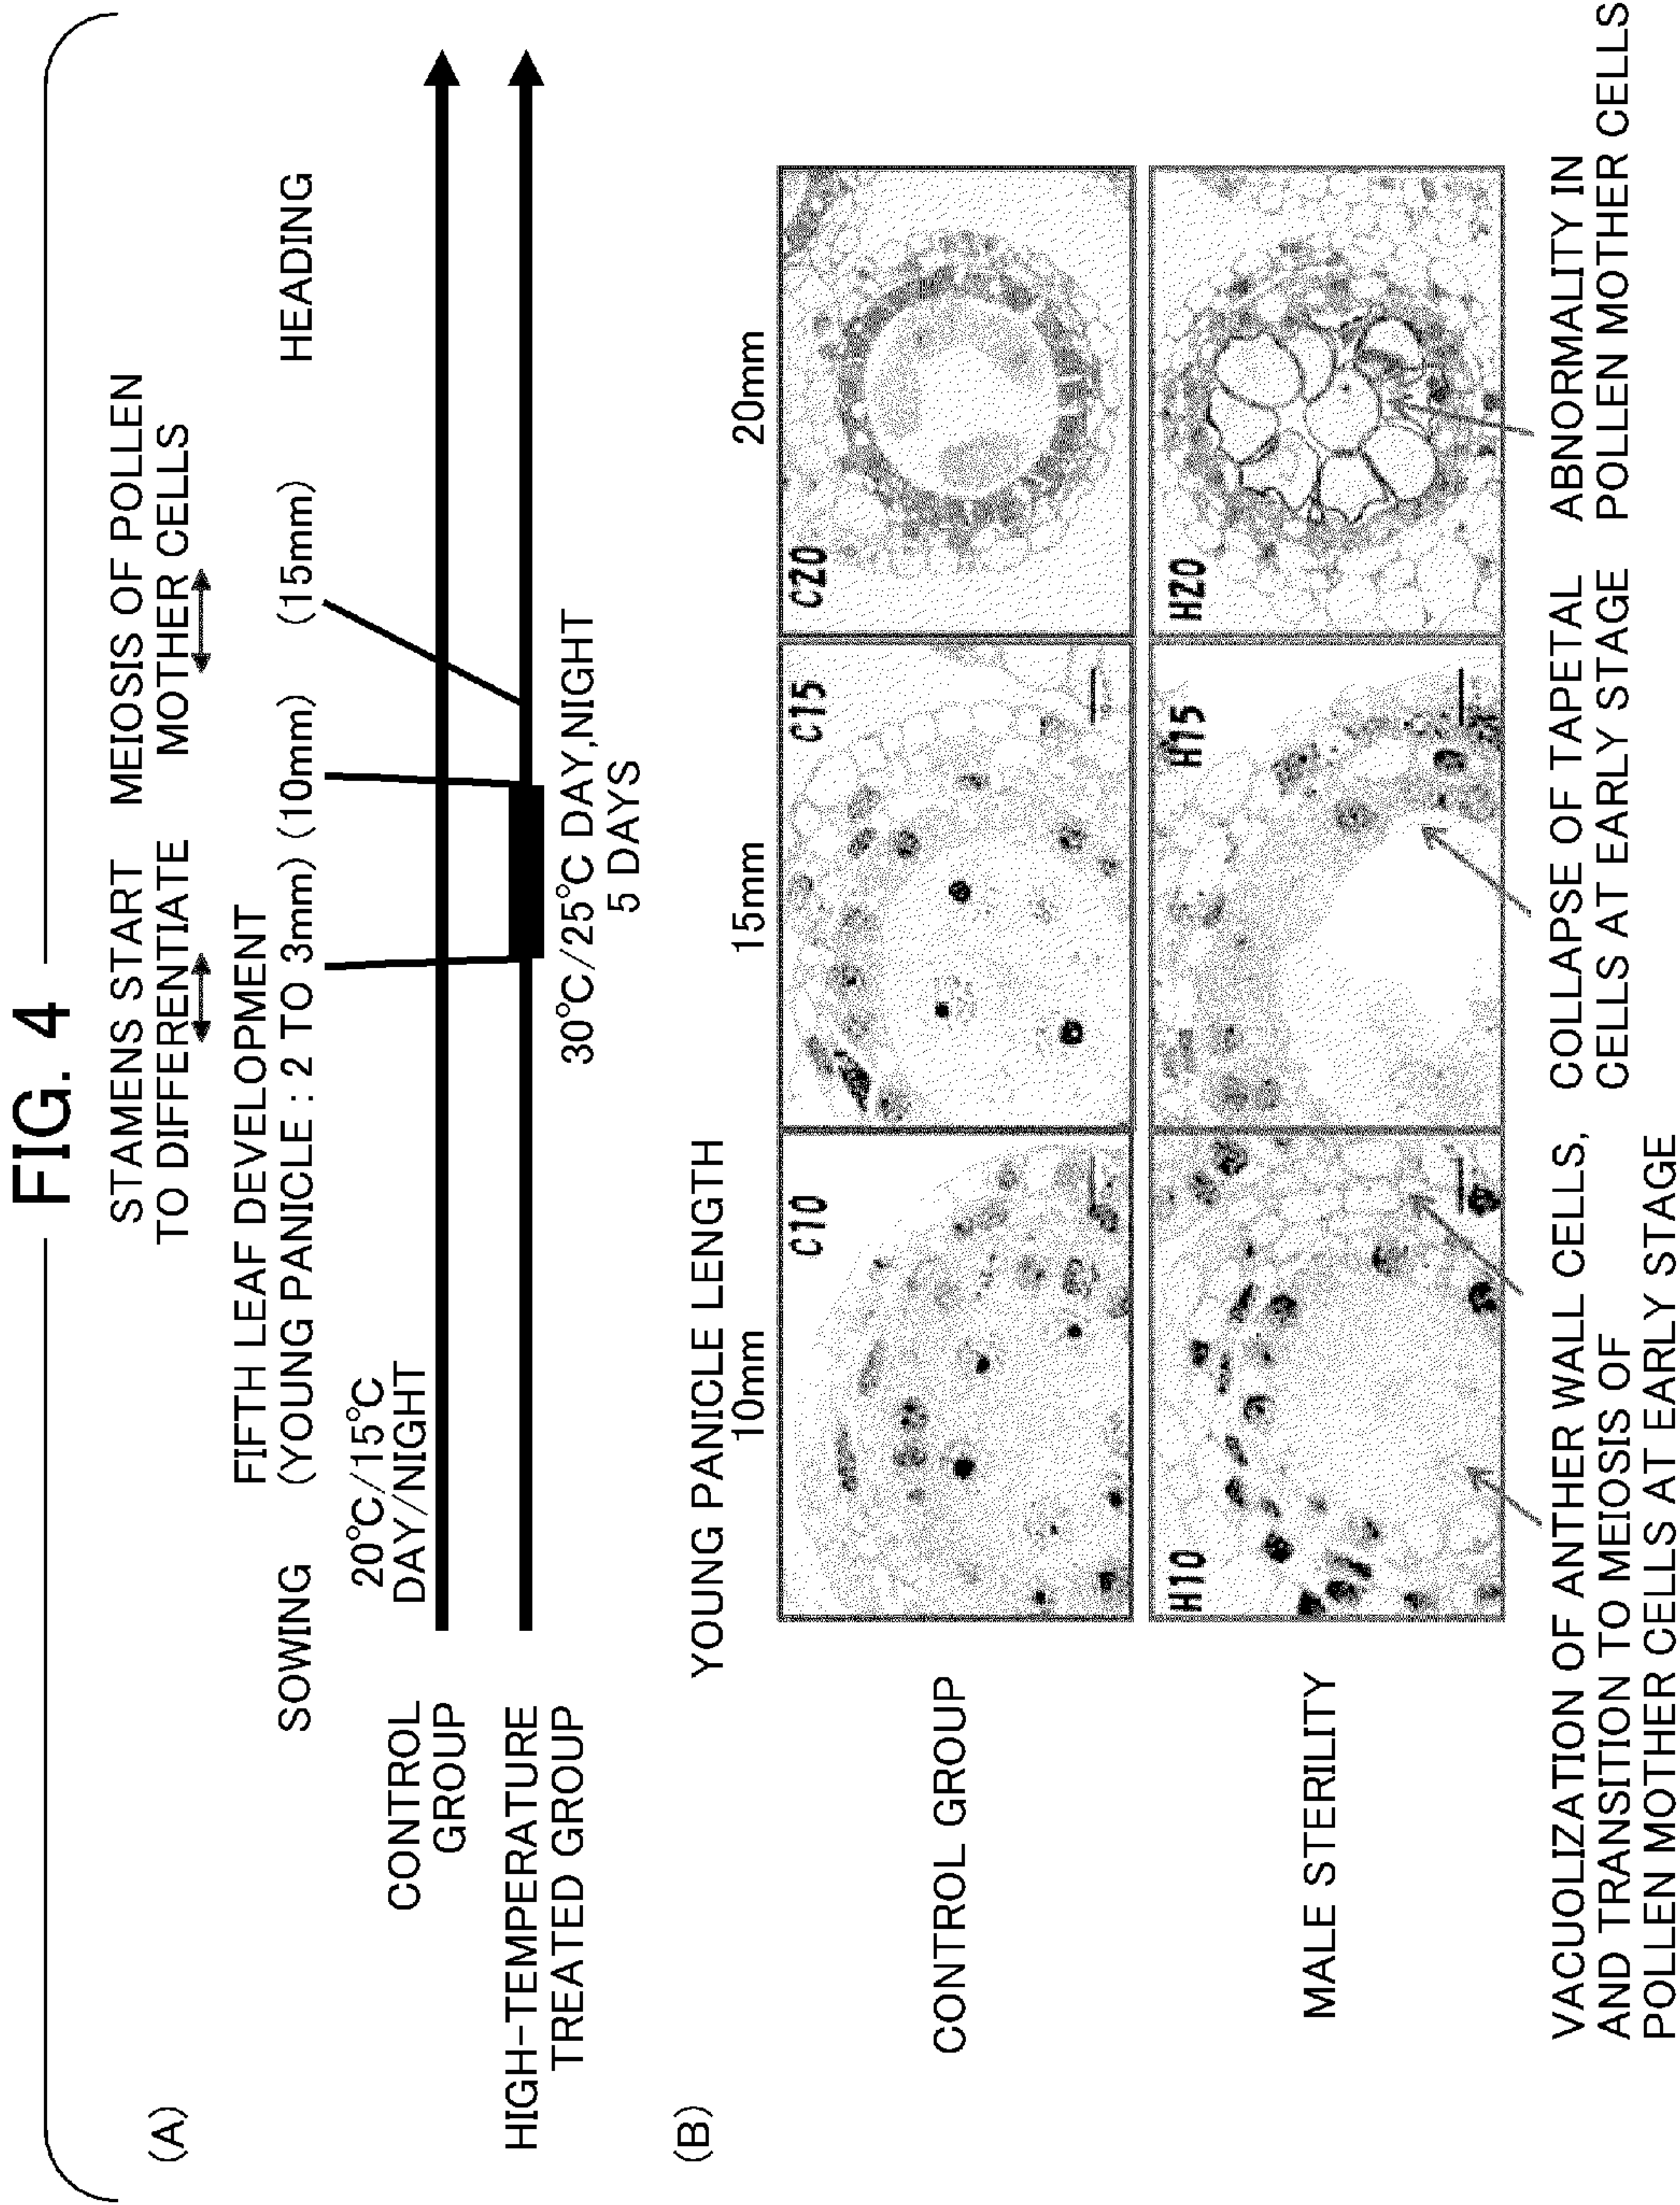 FIG. 4
(A)
STAMENS START
TO DIFFERENTIATE
MEIOSIS OF POLLEN
MOTHER CELLS
FIFTH LEAF DEVELOPMENT
SOWING (YOUNG PANICLE : 2 TO 3mm) (10mm) (15mm) HEADING
20°C/15°C
DAY/NIGHT
CONTROL
GROUP
HIGH-TEMPERATURE
TREATED GROUP
30°C/25°C DAY,NIGHT
5 DAYS
(B)
YOUNG PANICLE LENGTH
10mm 15mm 20mm
CONTROL GROUP
C10 C15 C20
MALE STERILITY
H10 H15 H20
VACUOLIZATION OF ANTHER WALL CELLS,
AND TRANSITION TO MEIOSIS OF
POLLEN MOTHER CELLS AT EARLY STAGE
COLLAPSE OF TAPETAL
CELLS AT EARLY STAGE
ABNORMALITY IN
POLLEN MOTHER CELLS